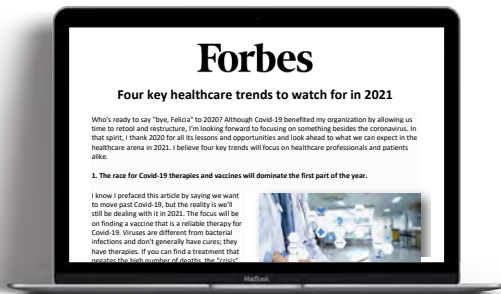 Forbes
Four key healthcare trends to watch for in 2021
Who's ready to say "bye, Felicia" to 2020? Although Covid-19 benefited my organization by allowing us
time to retool and restructure, I'm looking forward to focusing on something besides the coronavirus. In
that spirit, I thank 2020 for all its lessons and opportunities and look ahead to what we can expect in the
healthcare arena in 2021. I believe four key trends will focus on healthcare professionals and patients
alike.
1. The race for Covid-19 therapies and vaccines will dominate the first part of the year.
I know I prefaced this article by saying we want
to move past Covid-19, but the reality is we'll
still be dealing with it in 2021. The focus will be
on finding a vaccine that is a reliable therapy for
Covid-19. Viruses are different from bacterial
infections and don't generally have cures; they
have therapies. If you can find a treatment that
negates the high number of deaths, the "crisis"
MacBook